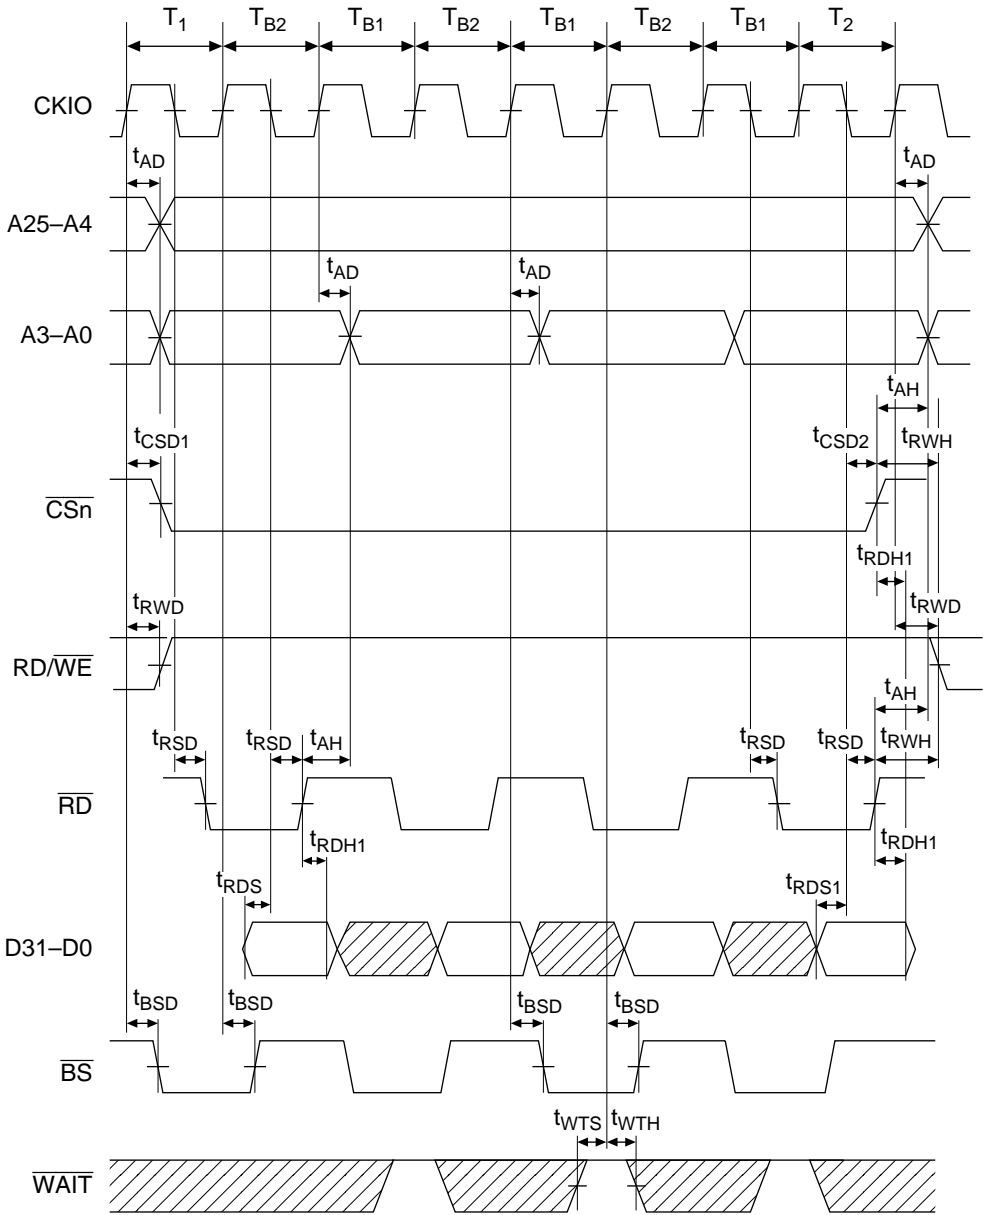 T1 TB2 TB1 TB2 TB1 TB2 TB1 T2
CKIO
tAD tAD
A25–A4
tAD tAD
A3–A0
tAH
tCSD1 tCSD2 tRWH
CSn
tRDH1
tRWD tRWD
RD/WE
tAH
tRSD tRSD tAH tRSD tRSD tRWH
RD
tRDH1 tRDH1
tRDS tRDS1
D31–D0
tBSD tBSD tBSD tBSD
BS
tWTS tWTH
WAIT